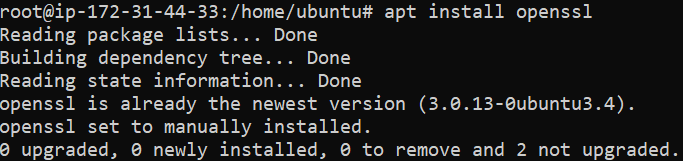 root@ip-172-31-44-33:/home/ubuntu# apt install openssl
Reading package lists... Done
Building dependency tree... Done
Reading state information... Done
openssl is already the newest version (3.0.13-0ubuntu3.4).
openssl set to manually installed.
0 upgraded, 0 newly installed, 0 to remove and 2 not upgraded.